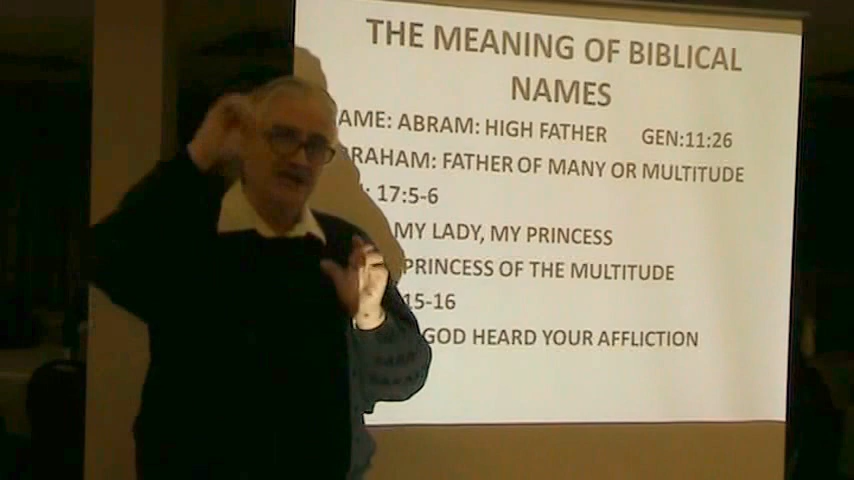 THE MEANING OF BIBLICAL
NAMES
AME: ABRAM: HIGH FATHER GEN:11:26
RAHAM: FATHER OF MANY OR MULTITUDE
: 17:5-6
MY LADY, MY PRINCESS
PRINCESS OF THE MULTITUDE
15-16
GOD HEARD YOUR AFFLICTION